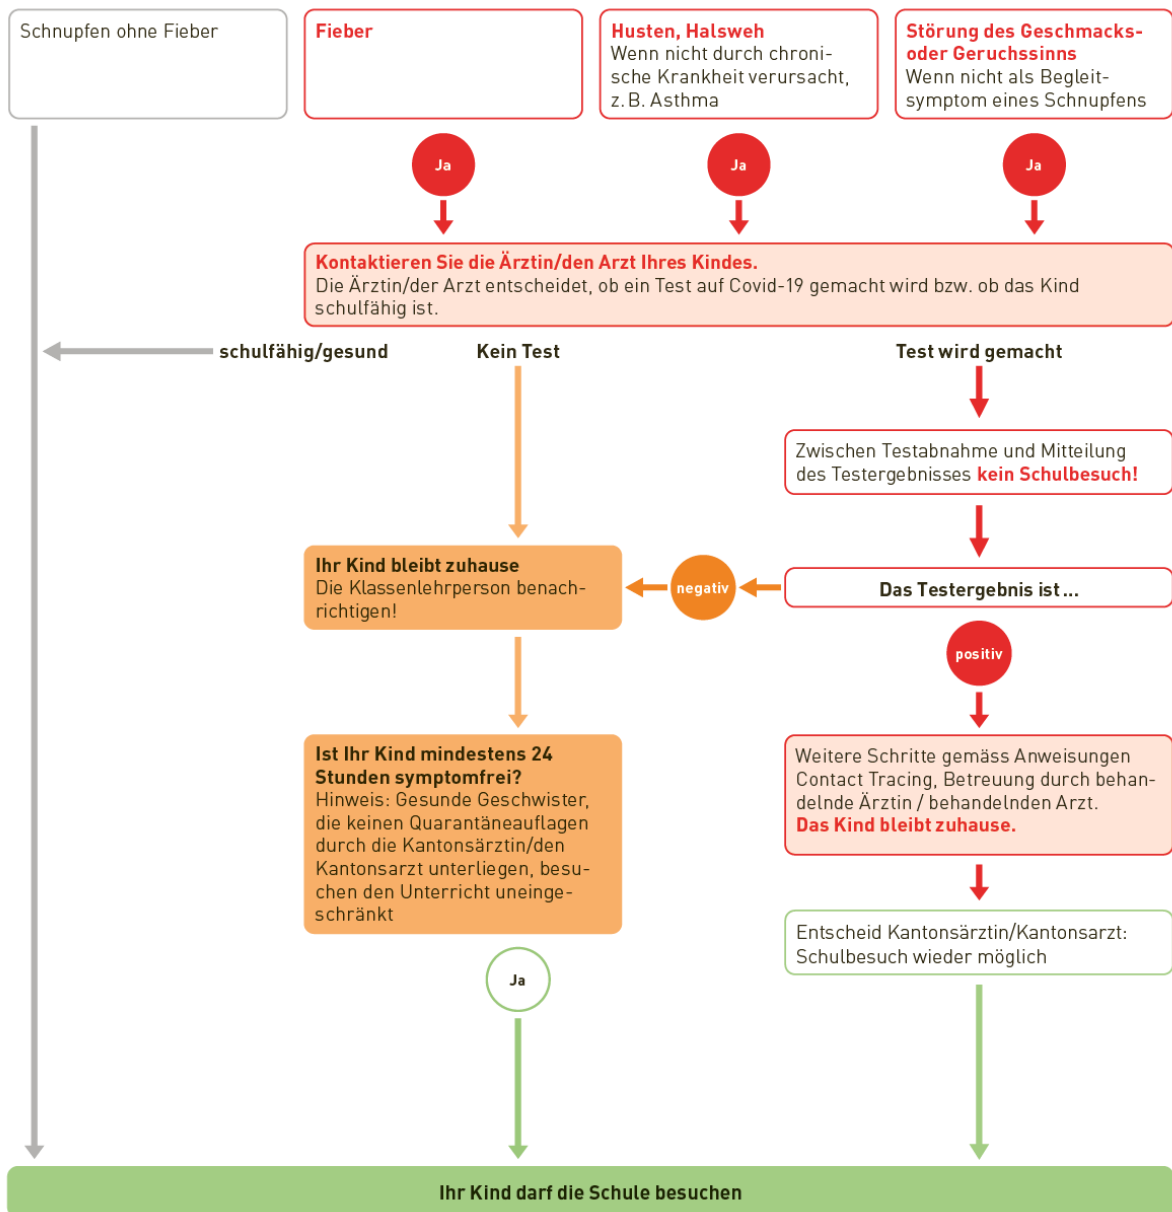 Schnupfen ohne Fieber
Fieber
Husten, Halsweh
Wenn nicht durch chroni-
sche Krankheit verursacht,
z.B. Asthma
Störung des Geschmacks-
oder Geruchssinns
Wenn nicht als Begleit-
symptom eines Schnupfens
Ja
Ja
Ja
Kontaktieren Sie die Ärztin/den Arzt Ihres Kindes.
Die Ärztin/der Arzt entscheidet, ob ein Test auf Covid-19 gemacht wird bzw. ob das Kind
schulfähig ist.
schulfähig/gesund
Kein Test
Test wird gemacht
Zwischen Testabnahme und Mitteilung
des Testergebnisses kein Schulbesuch!
Ihr Kind bleibt zuhause
Die Klassenlehrperson benach-
richtigen!
negativ
Das Testergebnis ist ...
positiv
Ist Ihr Kind mindestens 24
Stunden symptomfrei?
Hinweis: Gesunde Geschwister,
die keinen Quarantäneauflagen
durch die Kantonsärztin/den
Kantonsarzt unterliegen, besu-
chen den Unterricht uneinge-
schränkt
Weitere Schritte gemäss Anweisungen
Contact Tracing, Betreuung durch behan-
delnde Ärztin / behandelnden Arzt.
Das Kind bleibt zuhause.
Entscheid Kantonsärztin/Kantonsarzt:
Schulbesuch wieder möglich
Ja
Ihr Kind darf die Schule besuchen